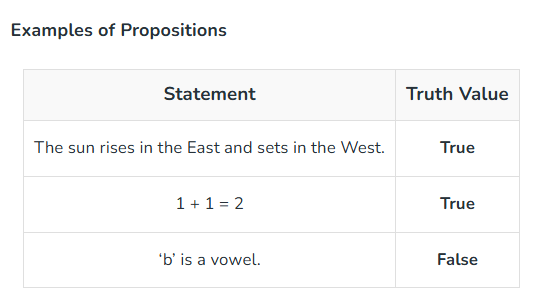 Examples of Propositions
Statement Truth Value
The sun rises in the East and sets in the West. True
1 + 1 = 2 True
‘b’ is a vowel. False